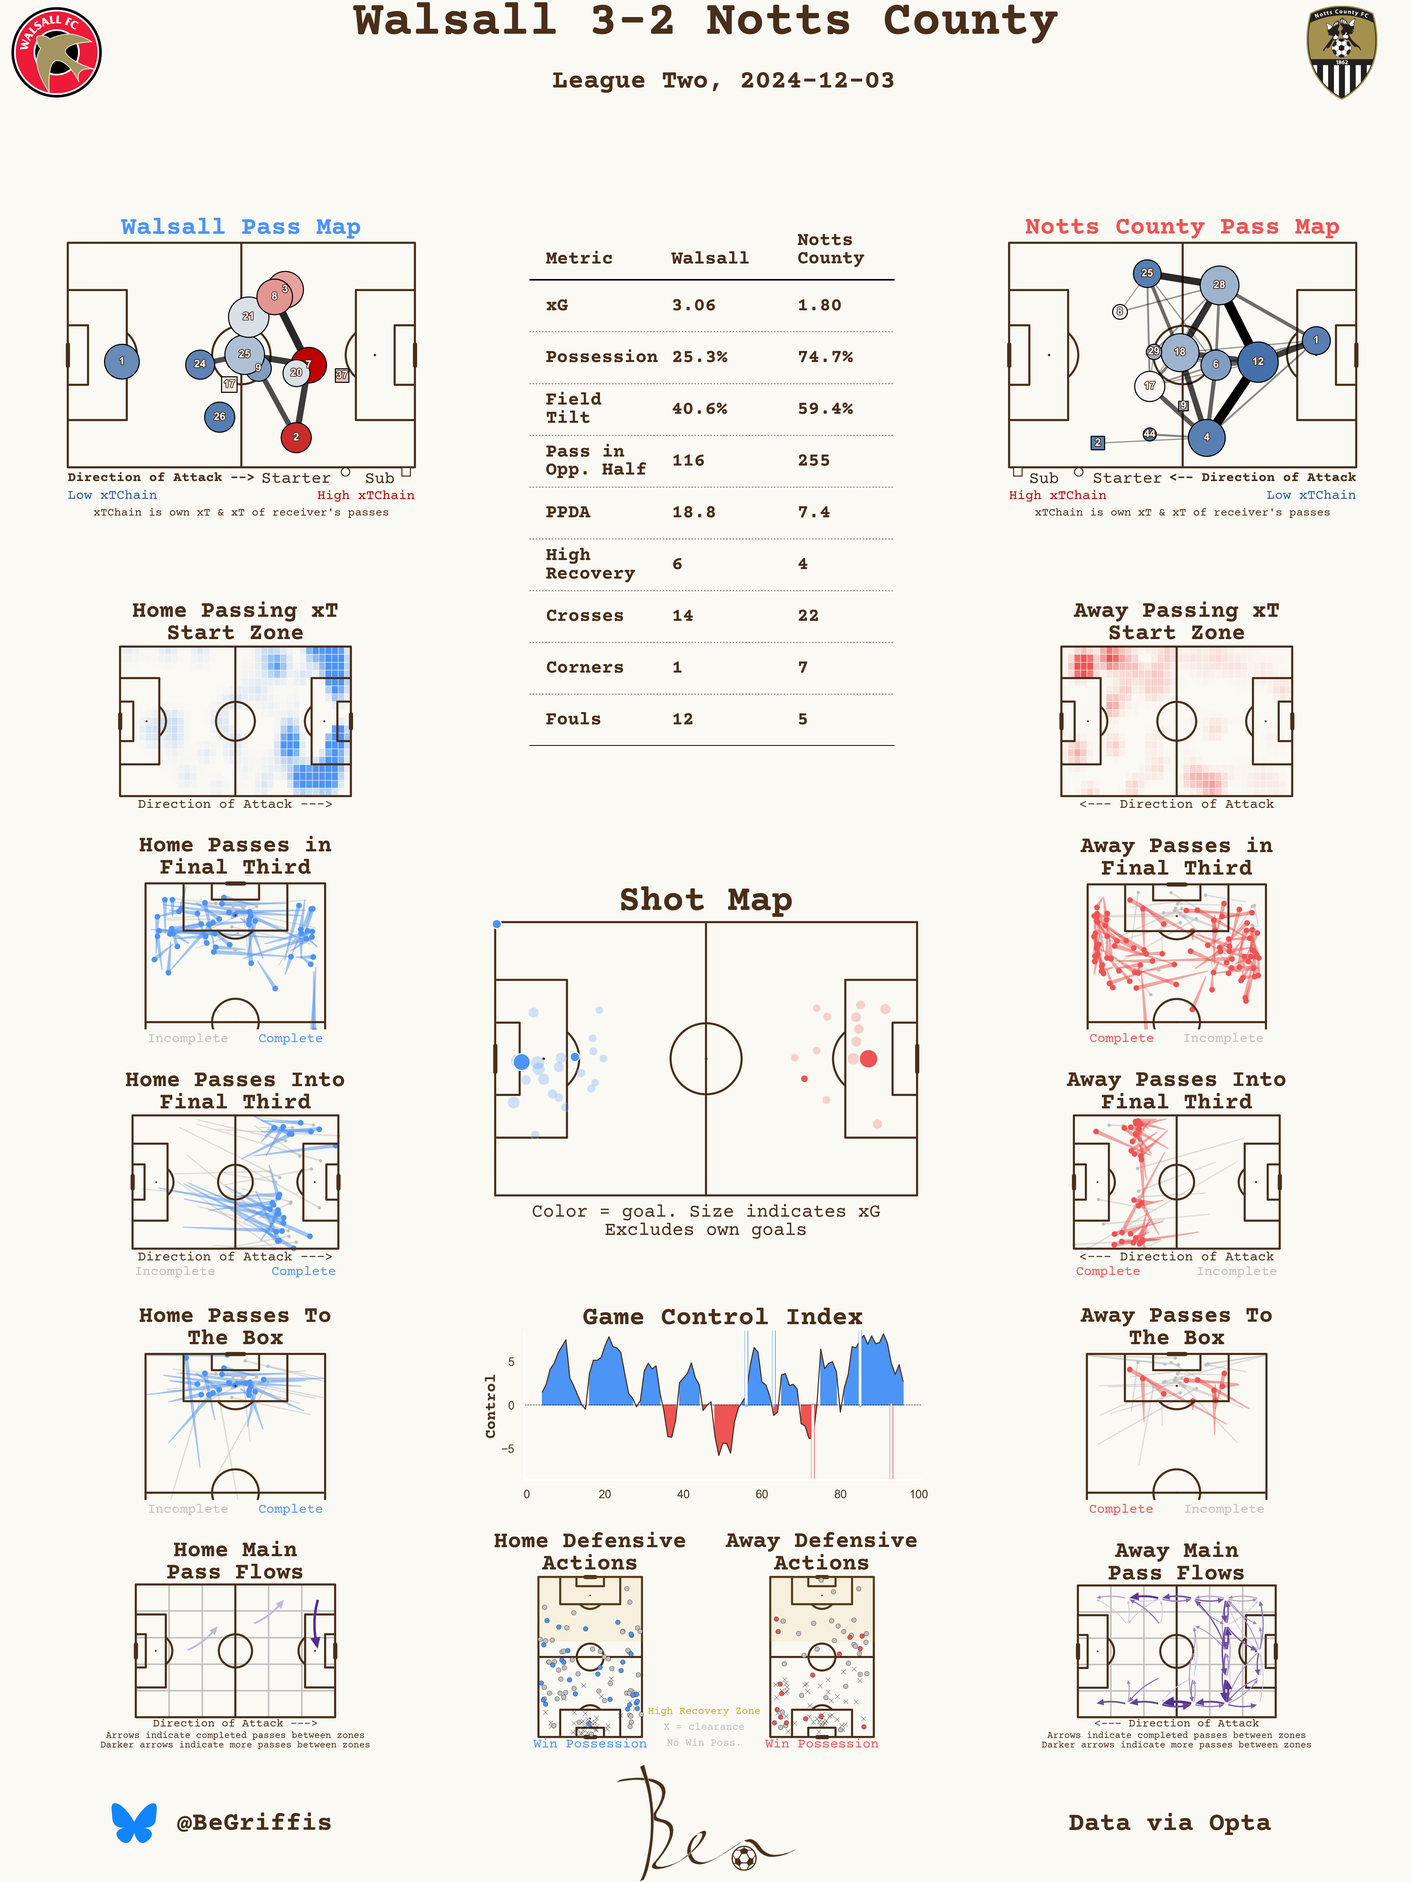 Walsall 3-2 Notts County
League Two, 2024-12-03
WALSALL FC
Notts County FC
1862
Walsall Pass Map
1
24
26
21
25
9
17
8
3
7
20
37
2
Direction of Attack --> Starter Sub
Low xTChain High xTChain
xTChain is own xT & xT of receiver's passes
Metric Walsall Notts County
xG 3.06 1.80
Possession 25.3% 74.7%
Field Tilt 40.6% 59.4%
Pass in Opp. Half 116 255
PPDA 18.8 7.4
High Recovery 6 4
Crosses 14 22
Corners 1 7
Fouls 12 5
Notts County Pass Map
25
28
8
29
18
6
12
1
17
9
44
2
4
Sub Starter <-- Direction of Attack
High xTChain Low xTChain
xTChain is own xT & xT of receiver's passes
Home Passing xT
Start Zone
Direction of Attack --->
Away Passing xT
Start Zone
<--- Direction of Attack
Home Passes in
Final Third
Incomplete Complete
Shot Map
Color = goal. Size indicates xG
Excludes own goals
Away Passes in
Final Third
Complete Incomplete
Home Passes Into
Final Third
Direction of Attack --->
Incomplete Complete
Away Passes Into
Final Third
<--- Direction of Attack
Complete Incomplete
Home Passes To
The Box
Incomplete Complete
Game Control Index
Control
5
0
−5
0 20 40 60 80 100
Away Passes To
The Box
Complete Incomplete
Home Main
Pass Flows
Direction of Attack --->
Arrows indicate completed passes between zones
Darker arrows indicate more passes between zones
Home Defensive
Actions
Win Possession
High Recovery Zone
X = clearance
No Win Poss.
Away Defensive
Actions
Win Possession
Away Main
Pass Flows
<--- Direction of Attack
Arrows indicate completed passes between zones
Darker arrows indicate more passes between zones
@BeGriffis
Ben
Data via Opta